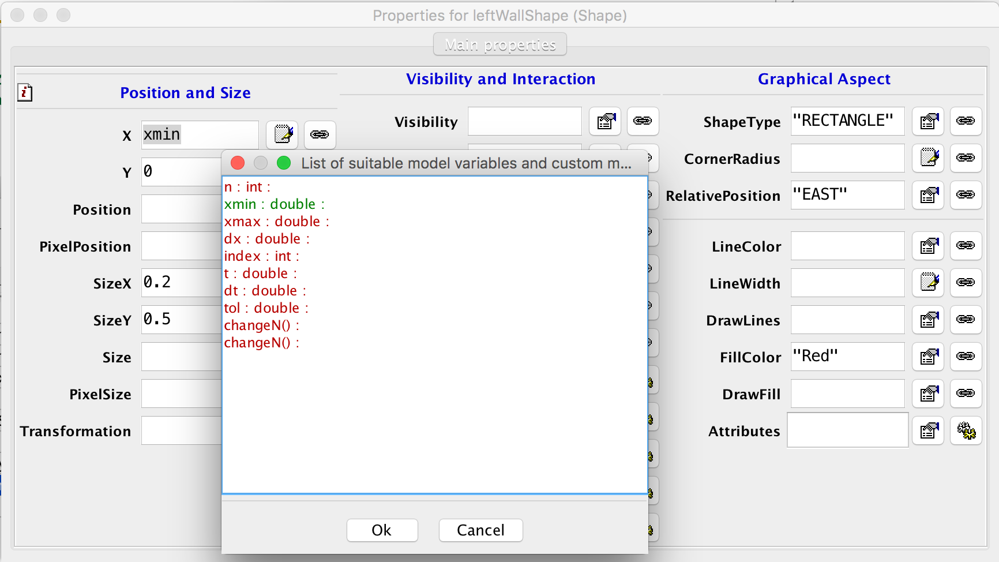 Properties for leftWallShape (Shape)
Main properties
Position and Size
X
xmin
Y
0
Position
PixelPosition
SizeX
0.2
SizeY
0.5
Size
PixelSize
Transformation
Visibility and Interaction
Visibility
List of suitable model variables and custom m...
n : int :
xmin : double :
xmax : double :
dx : double :
index : int :
t : double :
dt : double :
tol : double :
changeN() :
changeN() :
Ok
Cancel
Graphical Aspect
ShapeType
"RECTANGLE"
CornerRadius
RelativePosition
"EAST"
LineColor
LineWidth
DrawLines
FillColor
"Red"
DrawFill
Attributes